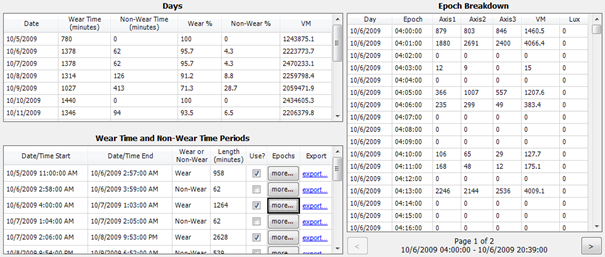 Days
Date Wear Time (minutes) Non-Wear Time (minutes) Wear % Non-Wear % VM
10/5/2009 780 0 100 0 1243875.1
10/6/2009 1378 62 95.7 4.3 2223773.7
10/7/2009 1378 62 95.7 4.3 2470233.1
10/8/2009 1314 126 91.2 8.8 2259798.4
10/9/2009 1027 413 71.3 28.7 2059471.9
10/10/2009 1440 0 100 0 2434605.3
10/11/2009 1346 94 93.5 6.5 2206379.8
Wear Time and Non-Wear Time Periods
Date/Time Start Date/Time End Wear or Non-Wear Length (minutes) Use? Epochs Export
10/5/2009 11:00:00 AM 10/6/2009 2:57:00 AM Wear 958 more... export...
10/6/2009 2:58:00 AM 10/6/2009 3:59:00 AM Non-Wear 62 more... export...
10/6/2009 4:00:00 AM 10/7/2009 1:03:00 AM Wear 1264 more... export...
10/7/2009 1:04:00 AM 10/7/2009 2:05:00 AM Non-Wear 62 more... export...
10/7/2009 2:06:00 AM 10/8/2009 9:53:00 PM Wear 2628 more... export...
10/8/2009 9:54:00 PM 10/9/2009 6:52:00 AM Non-Wear 539 more... export...
Epoch Breakdown
Day Epoch Axis1 Axis2 Axis3 VM Lux
10/6/2009 04:00:00 879 803 846 1460.5 0
10/6/2009 04:01:00 1880 2691 2400 4066.4 0
10/6/2009 04:02:00 0 0 0 0 0
10/6/2009 04:03:00 12 9 0 15 0
10/6/2009 04:04:00 0 0 0 0 0
10/6/2009 04:05:00 366 1007 557 1207.6 0
10/6/2009 04:06:00 235 299 49 383.4 0
10/6/2009 04:07:00 0 0 0 0 0
10/6/2009 04:08:00 0 0 0 0 0
10/6/2009 04:09:00 0 0 0 0 0
10/6/2009 04:10:00 106 65 29 127.7 0
10/6/2009 04:11:00 168 48 12 175.1 0
10/6/2009 04:12:00 0 0 0 0 0
10/6/2009 04:13:00 2246 2144 2536 4009.1 0
10/6/2009 04:14:00 0 0 0 0 0
10/6/2009 04:15:00 0 0 0 0 0
10/6/2009 04:16:00 0 0 0 0 0
< Page 1 of 2 >
10/6/2009 04:00:00 - 10/6/2009 20:39:00